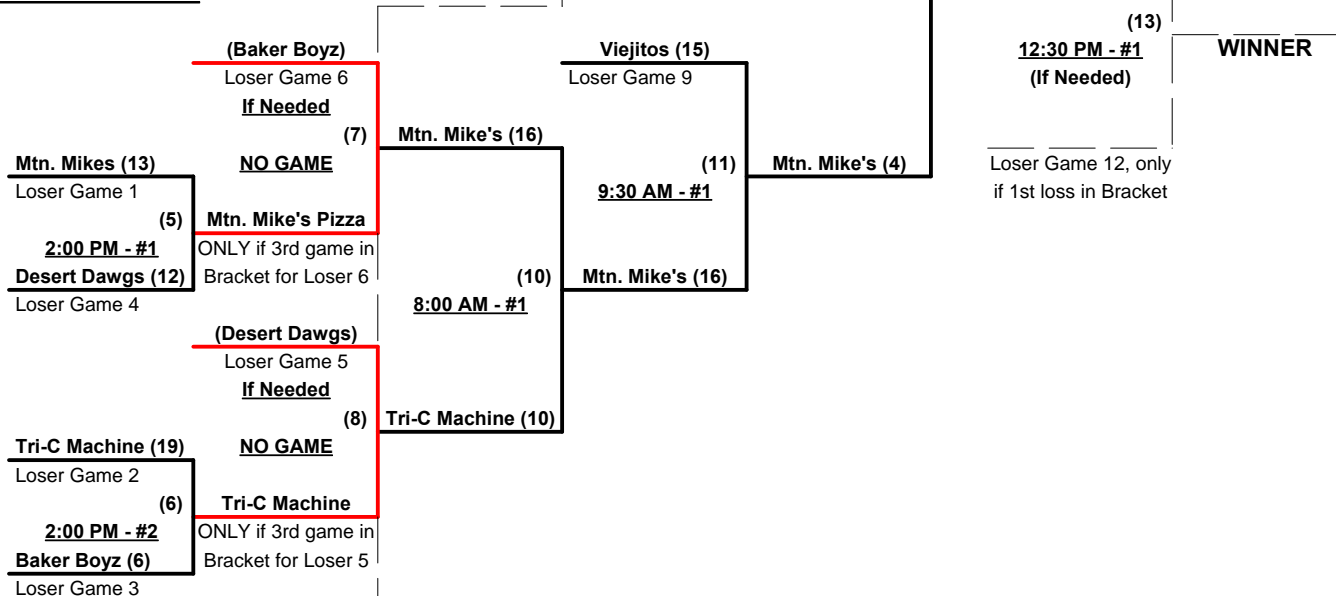 (13)
(Baker Boyz)
Viejitos (15)
12:30 PM - #1
WINNER
Loser Game 6
Loser Game 9
(If Needed)
If Needed
(7)
Mtn. Mike's (16)
Mtn. Mikes (13)
NO GAME
(11)
Mtn. Mike's (4)
Loser Game 12, only
Loser Game 1
9:30 AM - #1
if 1st loss in Bracket
(5)
Mtn. Mike's Pizza
2:00 PM - #1
ONLY if 3rd game in
Desert Dawgs (12)
Bracket for Loser 6
(10)
Mtn. Mike's (16)
Loser Game 4
8:00 AM - #1
(Desert Dawgs)
Loser Game 5
If Needed
(8)
Tri-C Machine (10)
Tri-C Machine (19)
NO GAME
Loser Game 2
(6)
Tri-C Machine
2:00 PM - #2
ONLY if 3rd game in
Baker Boyz (6)
Bracket for Loser 5
Loser Game 3